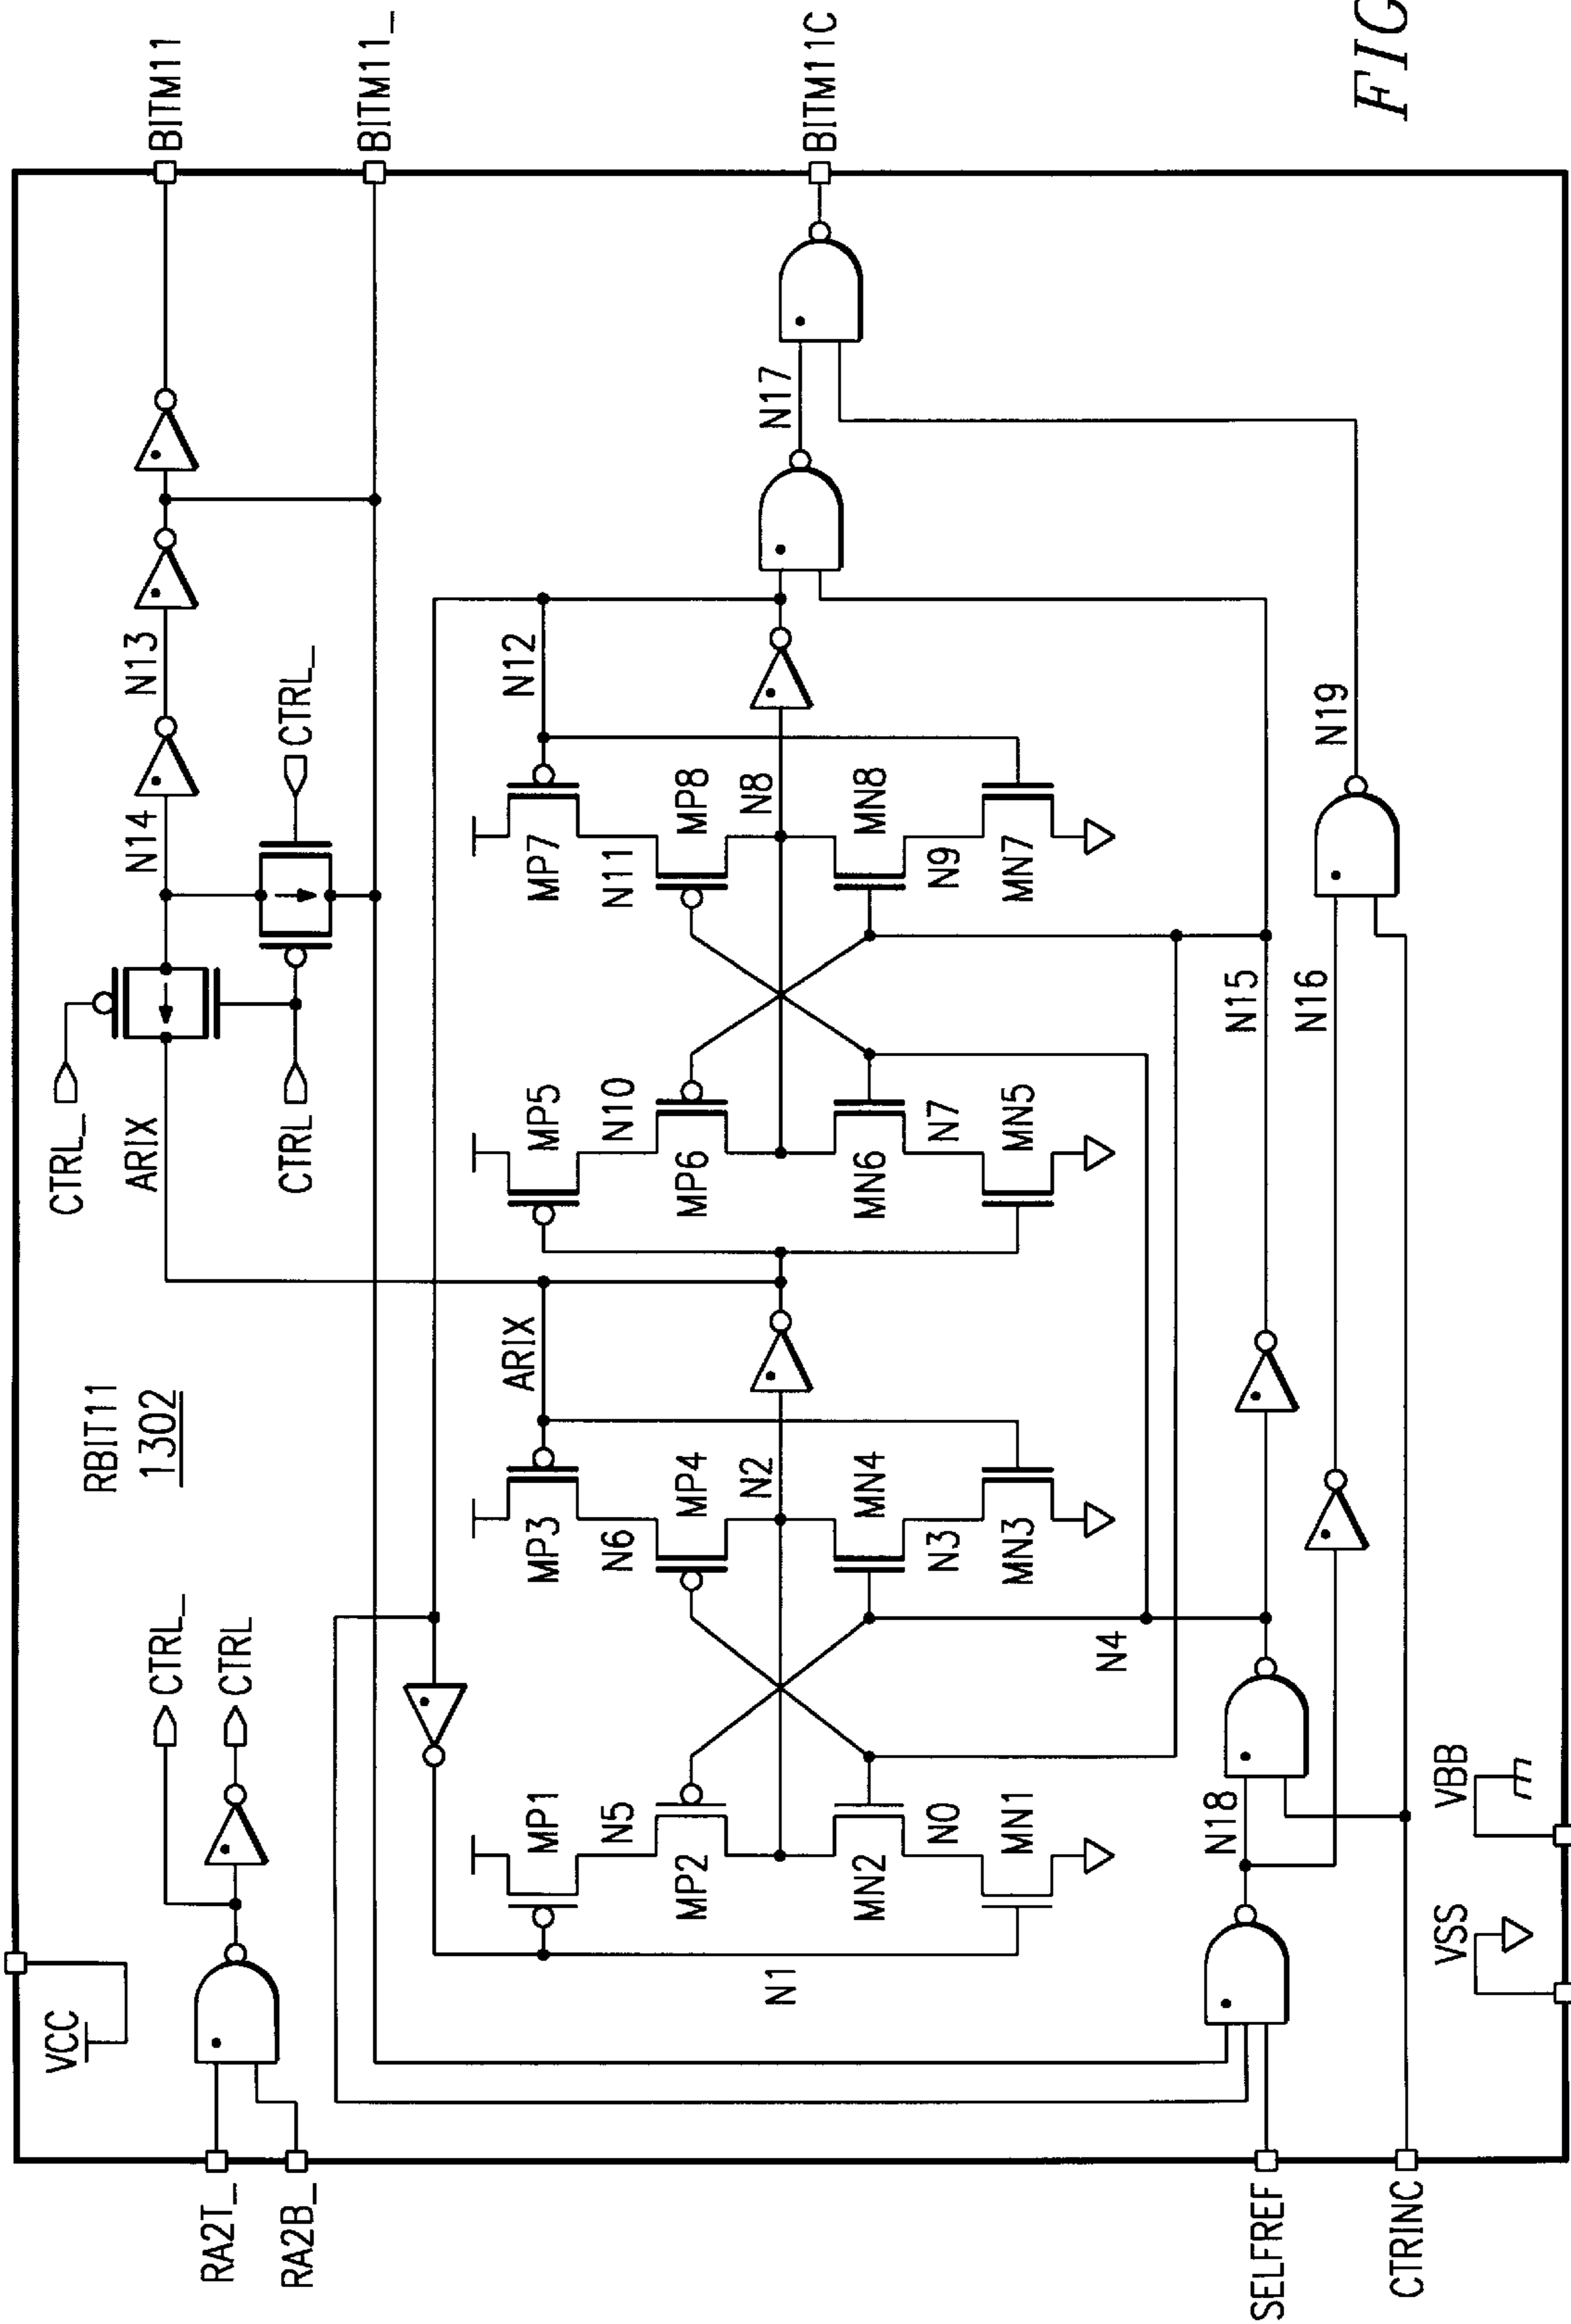 FIG
BITM11
BITM11_
BITM11C
N13
N14
CTRL_
CTRL_
ARIX
CTRL
N17
N12
MP7
N11
MP8
N8
MN8
N9
MN7
MP5
N10
MP6
MN6
N7
MN5
N19
N15
N16
RBIT11
1302
CTRL_
CTRL
ARIX
MP3
N6
MP4
N2
MN4
N3
MN3
N4
MP1
N5
MP2
MN2
N0
MN1
N1
N18
VBB
VSS
VCC
RA2T_
RA2B_
SELFREF
CTRINC